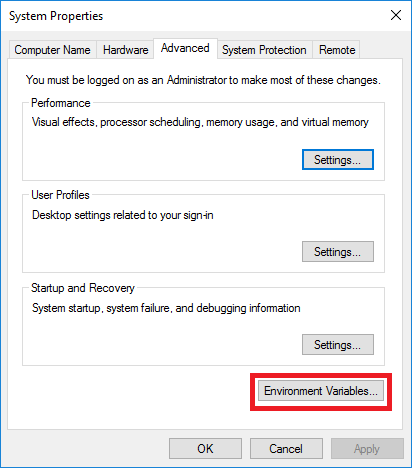 System Properties
Computer Name Hardware Advanced System Protection Remote
You must be logged on as an Administrator to make most of these changes.
Performance
Visual effects, processor scheduling, memory usage, and virtual memory
Settings...
User Profiles
Desktop settings related to your sign-in
Settings...
Startup and Recovery
System startup, system failure, and debugging information
Settings...
Environment Variables...
OK Cancel Apply